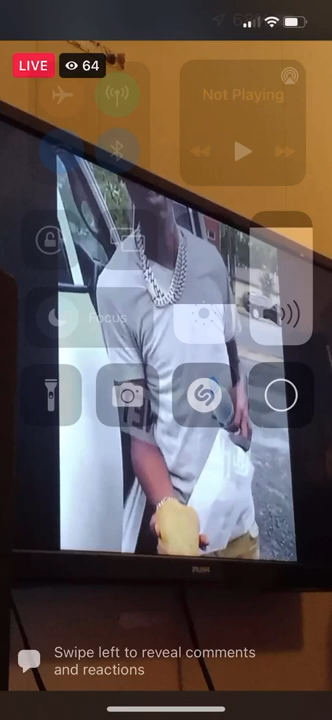 LIVE
64
Not Playing
Focus
Swipe left to reveal comments
and reactions